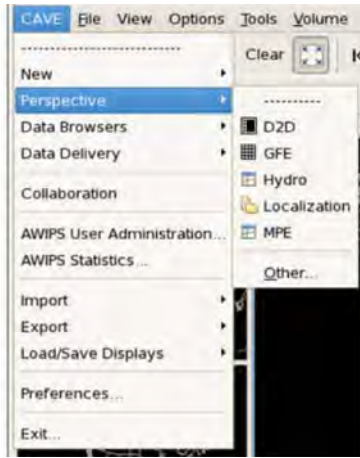 CAVE File View Options Tools Volume
Clear
New
Perspective
Data Browsers
Data Delivery
Collaboration
AWIPS User Administration...
AWIPS Statistics...
Import
Export
Load/Save Displays
Preferences...
Exit...
D2D
GFE
Hydro
Localization
MPE
Other...